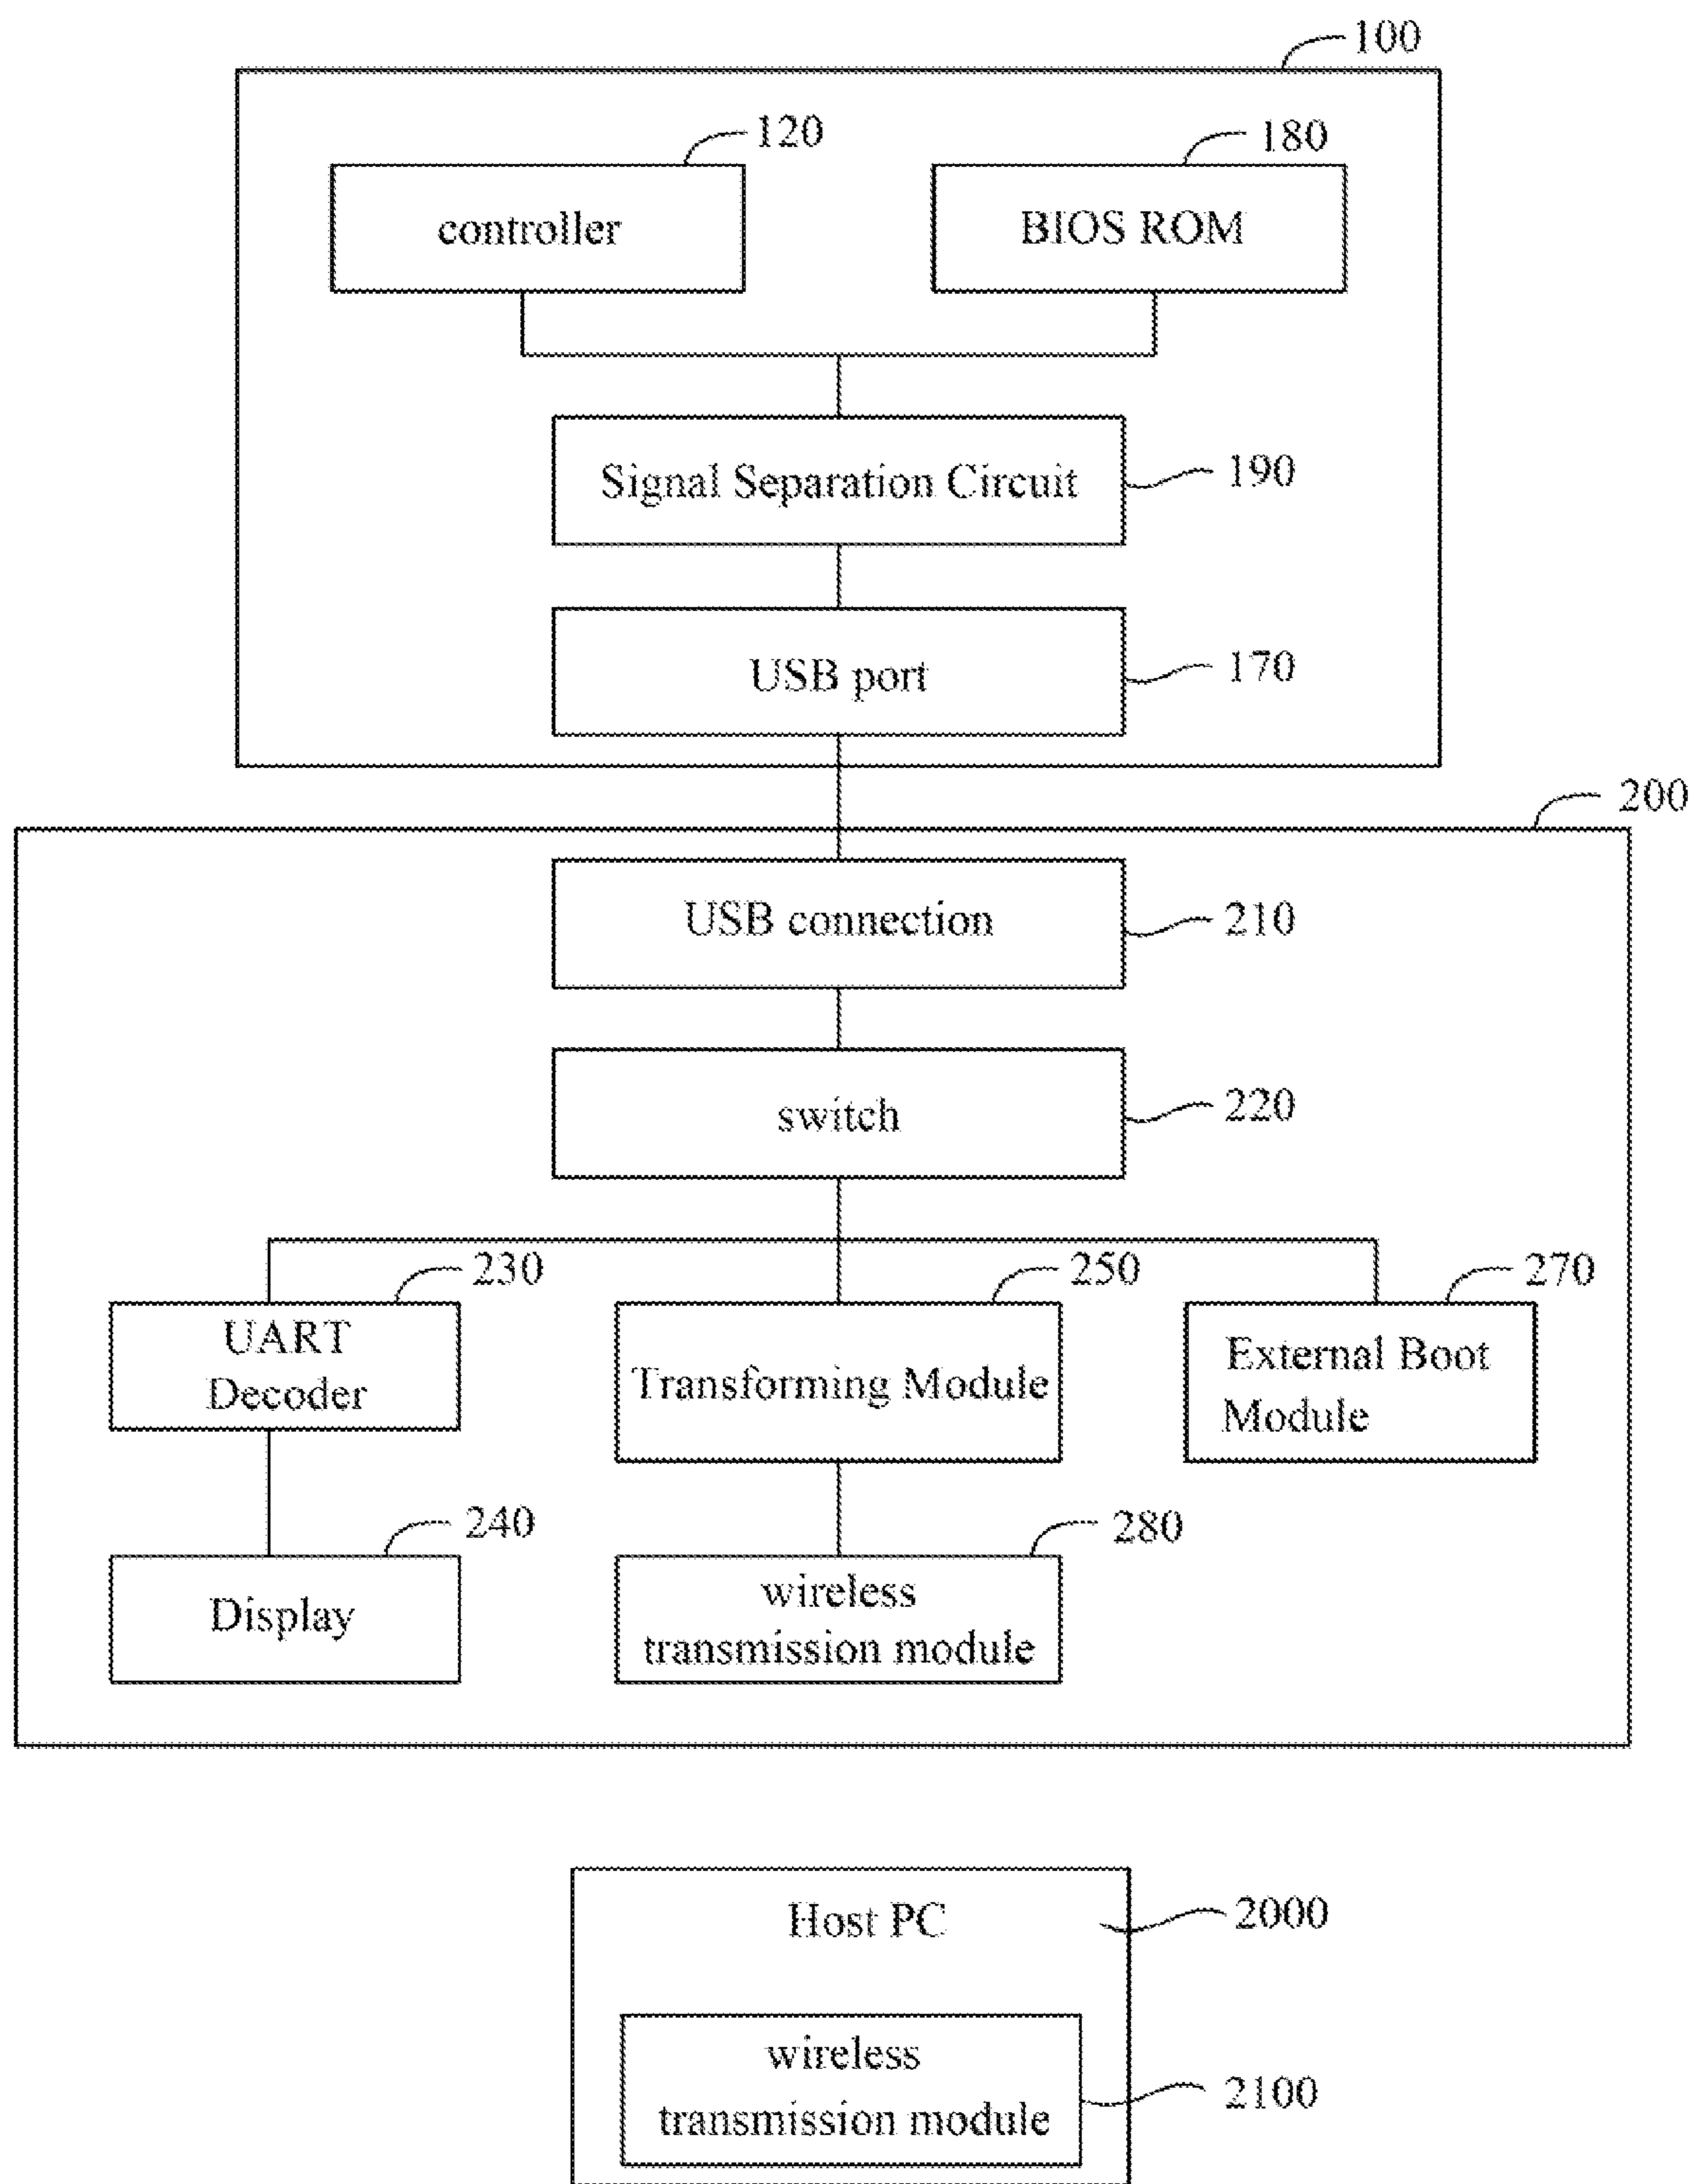 100
120
180
controller
BIOS ROM
Signal Separation Circuit
190
USB port
170
200
USB connection
210
switch
220
230
250
270
UART
Decoder
Transforming Module
External Boot
Module
240
280
Display
wireless
transmission module
Host PC
2000
wireless
transmission module
2100